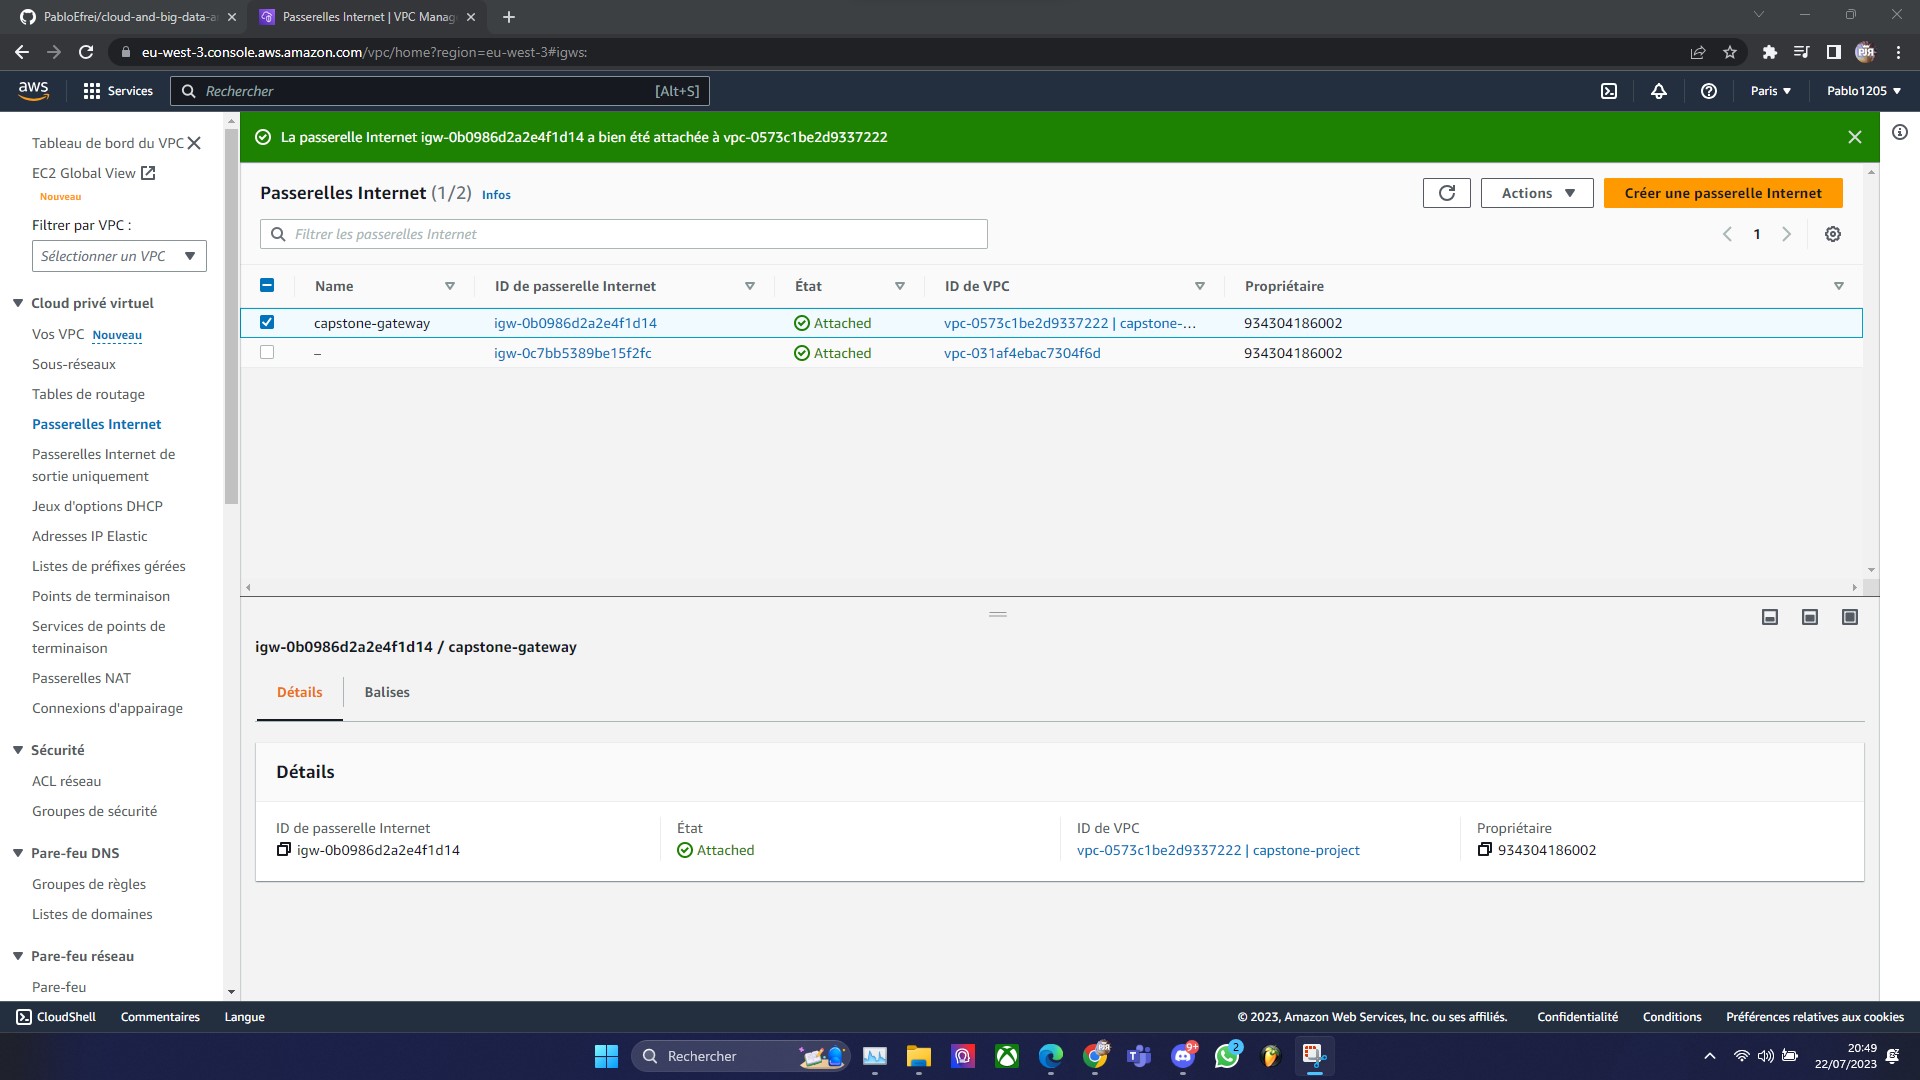 PabloEfrei/cloud-and-big-data-a
Passerelles Internet | VPC Manag
eu-west-3.console.aws.amazon.com/vpc/home?region=eu-west-3#igws:
aws
Services
Rechercher
[Alt+S]
Paris
Pablo1205
Tableau de bord du VPC
EC2 Global View
Nouveau
Filtrer par VPC :
Sélectionner un VPC
Cloud privé virtuel
Vos VPC Nouveau
Sous-réseaux
Tables de routage
Passerelles Internet
Passerelles Internet de
sortie uniquement
Jeux d'options DHCP
Adresses IP Elastic
Listes de préfixes gérées
Points de terminaison
Services de points de
terminaison
Passerelles NAT
Connexions d'appairage
Sécurité
ACL réseau
Groupes de sécurité
Pare-feu DNS
Groupes de règles
Listes de domaines
Pare-feu réseau
Pare-feu
La passerelle Internet igw-0b0986d2a2e4f1d14 a bien été attachée à vpc-0573c1be2d9337222
Passerelles Internet (1/2) Infos
Actions
Créer une passerelle Internet
Filtrer les passerelles Internet
1
Name ID de passerelle Internet État ID de VPC Propriétaire
capstone-gateway igw-0b0986d2a2e4f1d14 Attached vpc-0573c1be2d9337222 | capstone-... 934304186002
– igw-0c7bb5389be15f2fc Attached vpc-031af4ebac7304f6d 934304186002
igw-0b0986d2a2e4f1d14 / capstone-gateway
Détails
Balises
Détails
ID de passerelle Internet
igw-0b0986d2a2e4f1d14
État
Attached
ID de VPC
vpc-0573c1be2d9337222 | capstone-project
Propriétaire
934304186002
CloudShell
Commentaires
Langue
© 2023, Amazon Web Services, Inc. ou ses affiliés.
Confidentialité
Conditions
Préférences relatives aux cookies
Rechercher
9+
2
20:49
22/07/2023